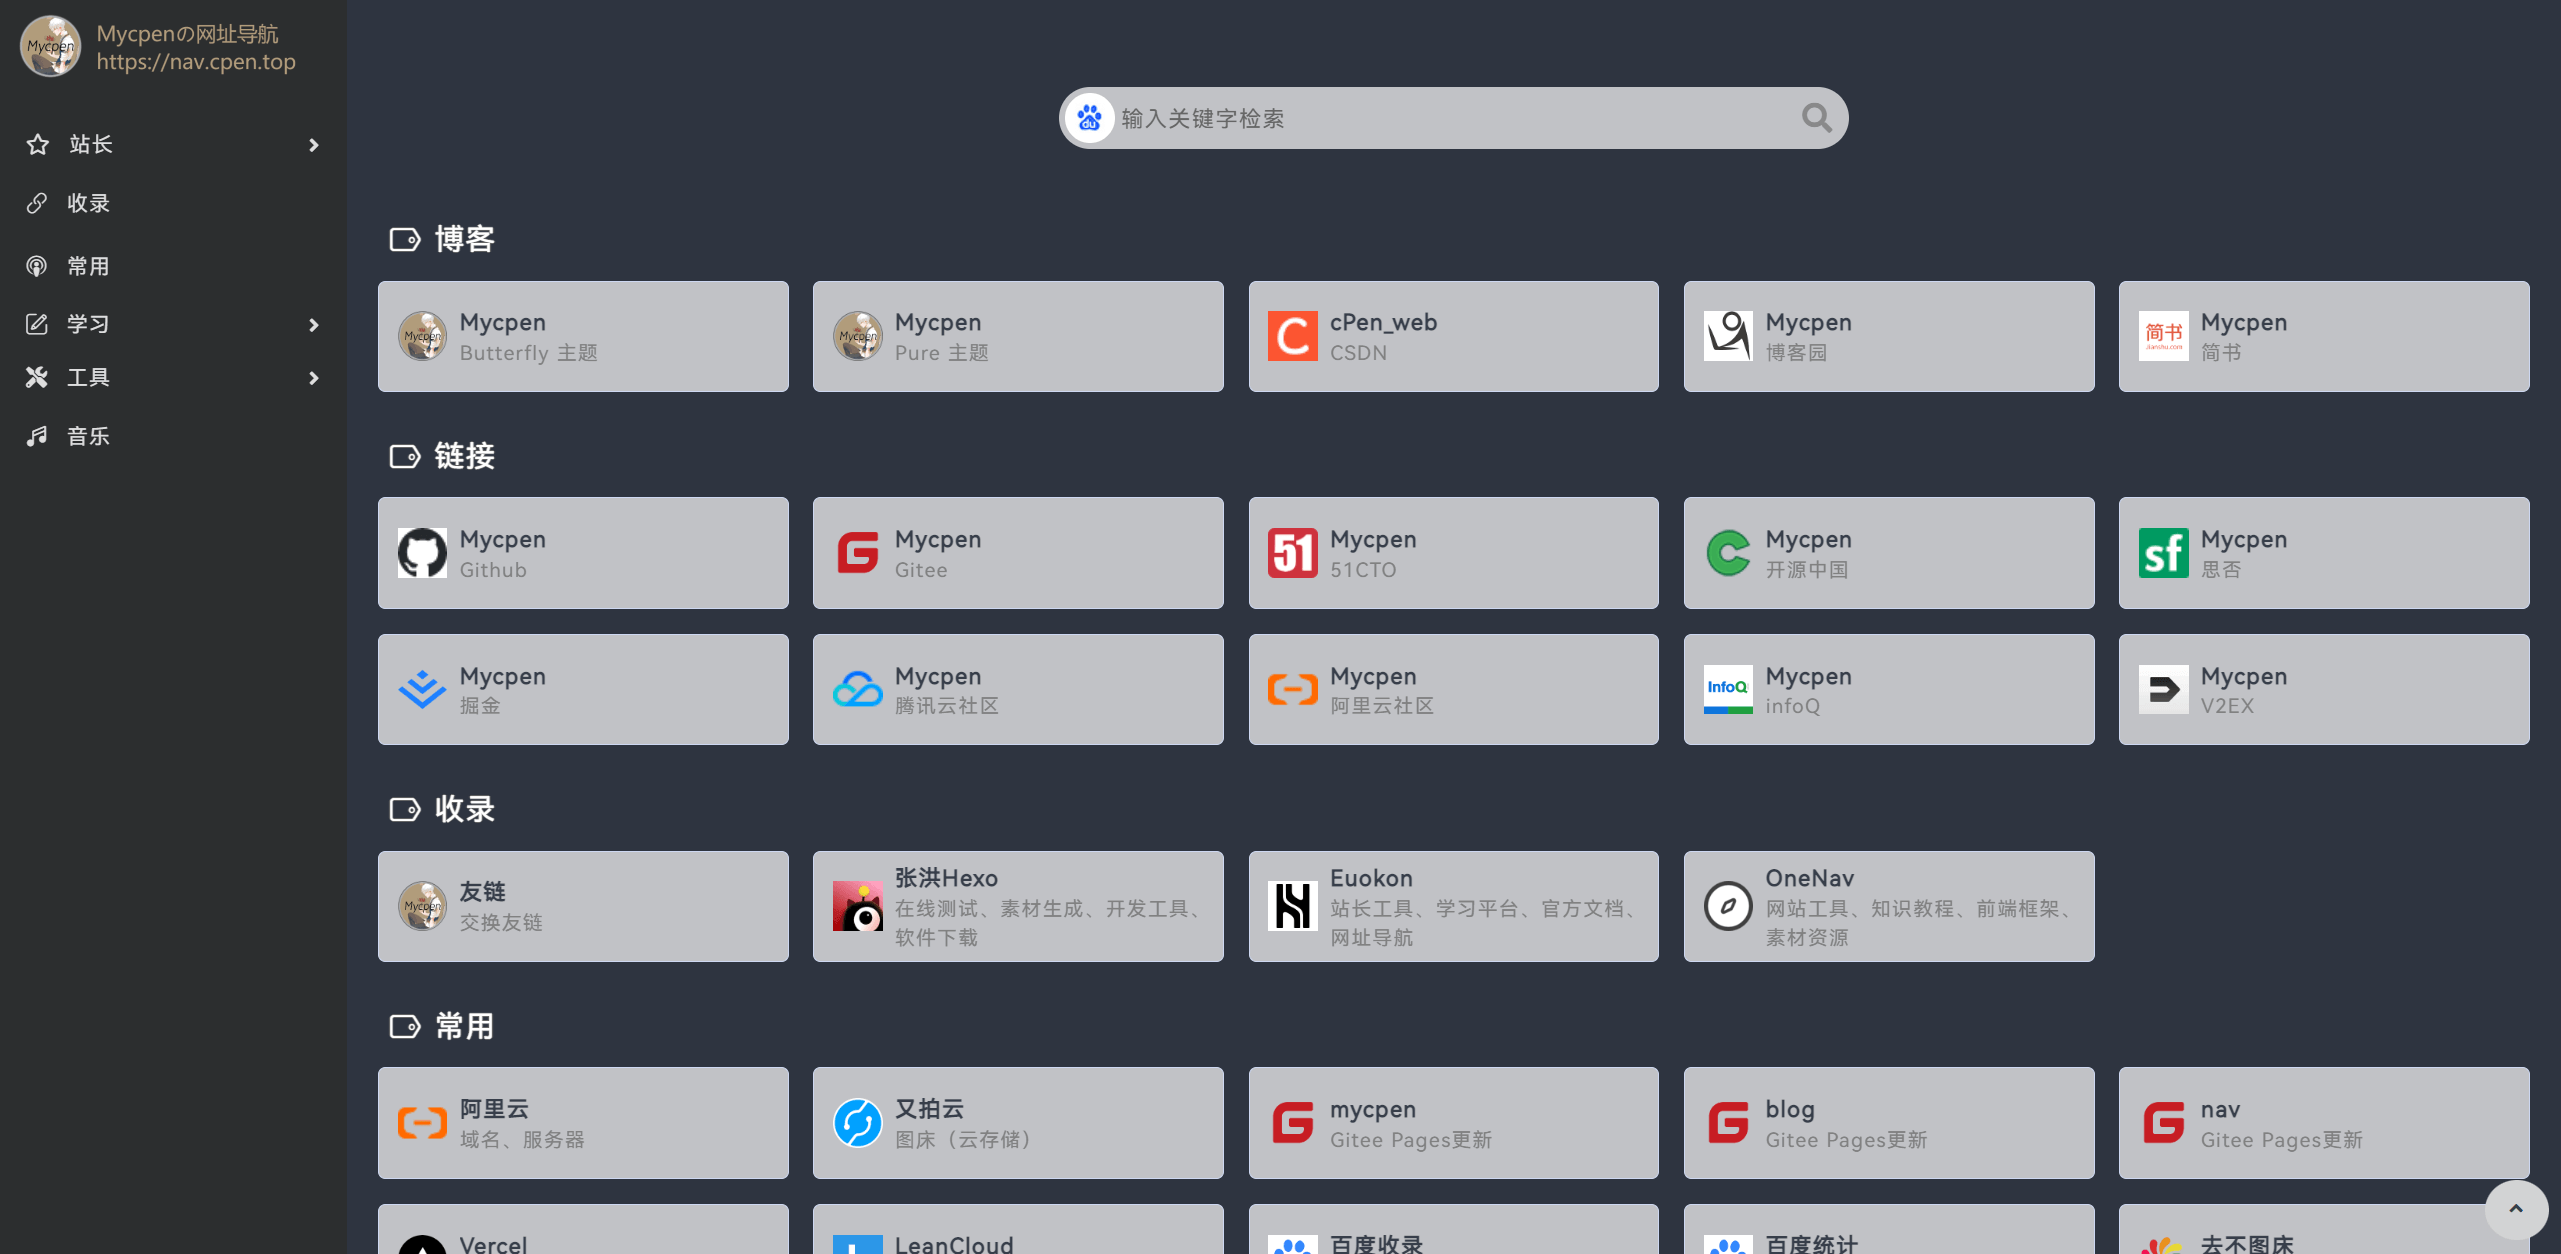 Mycpenの网址导航
https://nav.cpen.top
站长
收录
常用
学习
工具
音乐
输入关键字检索
博客
Mycpen
Butterfly 主题
Mycpen
Pure 主题
cPen_web
CSDN
Mycpen
博客园
Mycpen
简书
链接
Mycpen
Github
Mycpen
Gitee
Mycpen
51CTO
Mycpen
开源中国
Mycpen
思否
Mycpen
掘金
Mycpen
腾讯云社区
Mycpen
阿里云社区
Mycpen
infoQ
Mycpen
V2EX
收录
友链
交换友链
张洪Hexo
在线测试、素材生成、开发工具、
软件下载
Euokon
站长工具、学习平台、官方文档、
网址导航
OneNav
网站工具、知识教程、前端框架、
素材资源
常用
阿里云
域名、服务器
又拍云
图床（云存储）
mycpen
Gitee Pages更新
blog
Gitee Pages更新
nav
Gitee Pages更新
Vercel
LeanCloud
百度收录
百度统计
去不图床